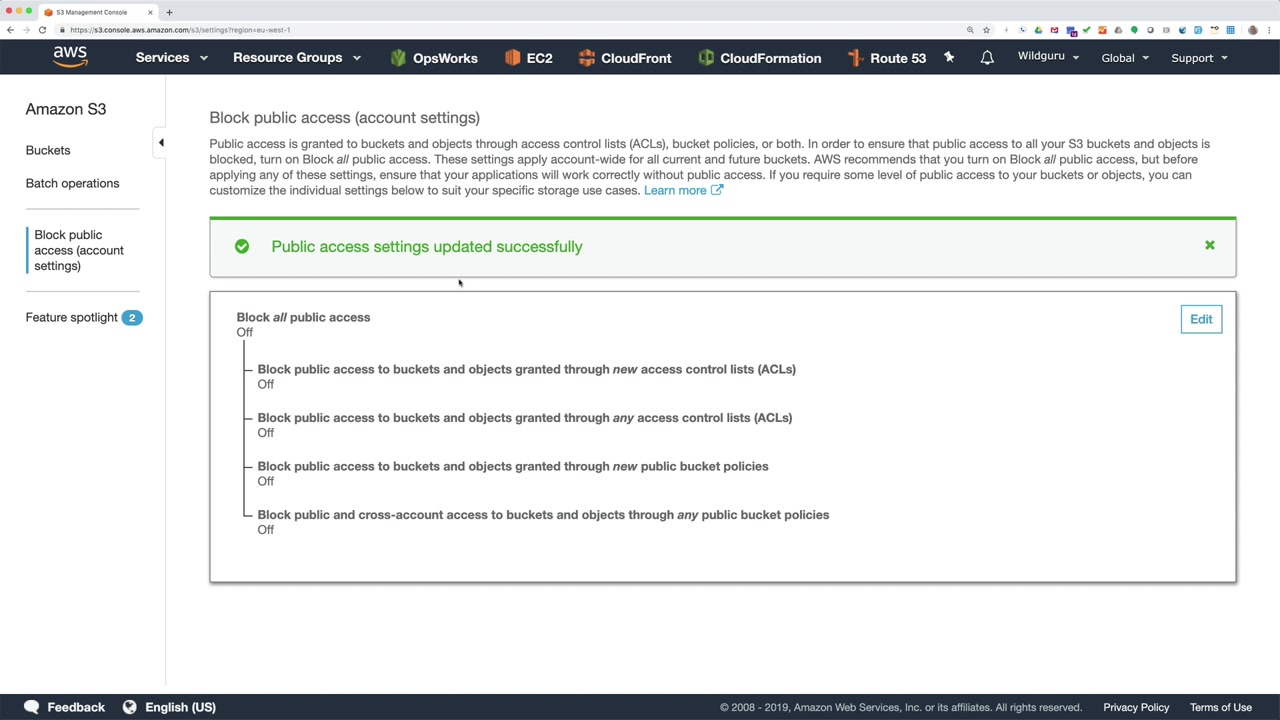 S3 Management Console
https://s3.console.aws.amazon.com/s3/settings?region=eu-west-1
aws
Services
Resource Groups
OpsWorks
EC2
CloudFront
CloudFormation
Route 53
Wildguru
Global
Support
Amazon S3
Buckets
Batch operations
Block public
access (account
settings)
Feature spotlight 2
Block public access (account settings)
Public access is granted to buckets and objects through access control lists (ACLs), bucket policies, or both. In order to ensure that public access to all your S3 buckets and objects is
blocked, turn on Block all public access. These settings apply account-wide for all current and future buckets. AWS recommends that you turn on Block all public access, but before
applying any of these settings, ensure that your applications will work correctly without public access. If you require some level of public access to your buckets or objects, you can
customize the individual settings below to suit your specific storage use cases. Learn more
Public access settings updated successfully
Block all public access
Off
Edit
Block public access to buckets and objects granted through new access control lists (ACLs)
Off
Block public access to buckets and objects granted through any access control lists (ACLs)
Off
Block public access to buckets and objects granted through new public bucket policies
Off
Block public and cross-account access to buckets and objects through any public bucket policies
Off
Feedback
English (US)
© 2008 - 2019, Amazon Web Services, Inc. or its affiliates. All rights reserved.
Privacy Policy
Terms of Use